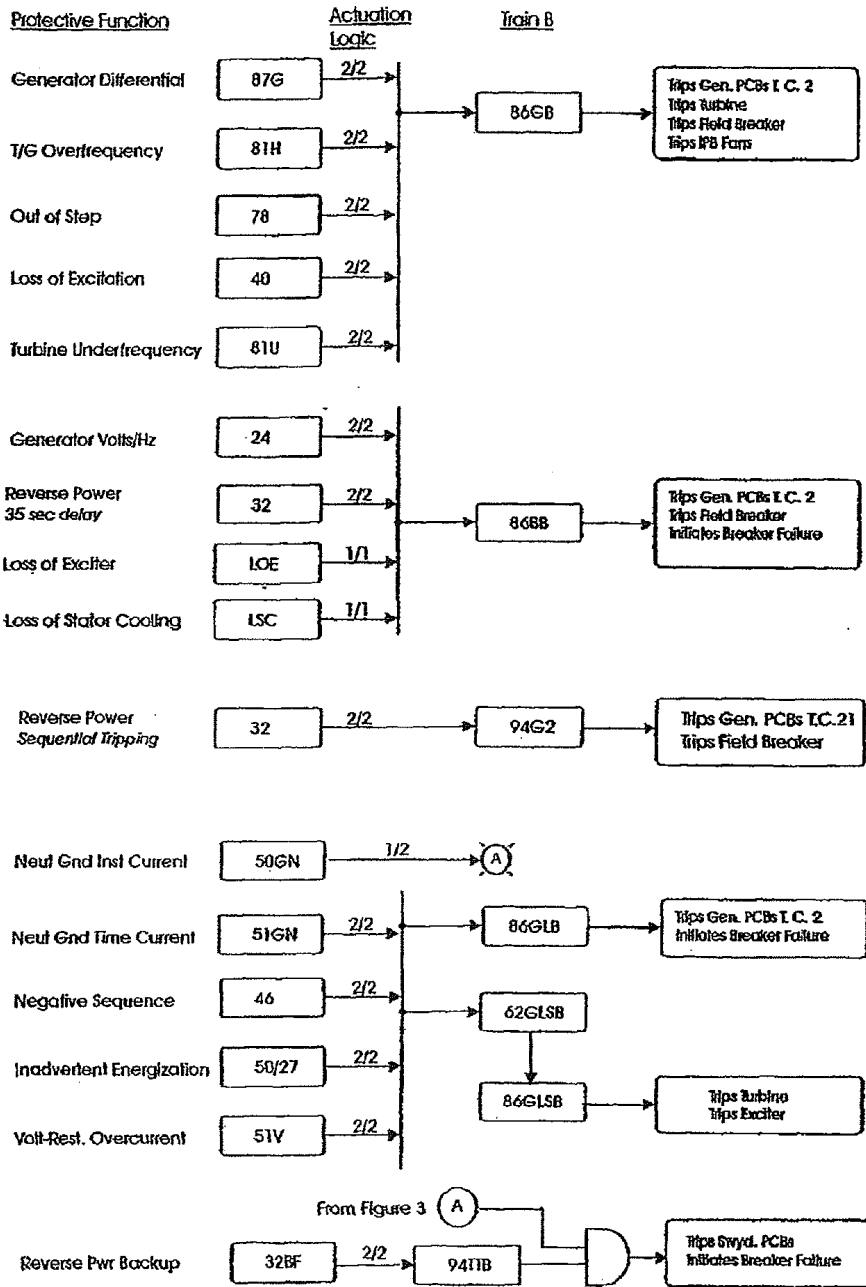 Protective Function
Actuation
Logic
Train B
Generator Differential
87G
2/2
86GB
Trips Gen. PCBs T. C. 2
Trips Turbine
Trips Field Breaker
Trips IPB Fans
T/G Overfrequency
81H
2/2
Out of Step
78
2/2
Loss of Excitation
40
2/2
Turbine Underfrequency
81U
2/2
Generator Volts/Hz
24
2/2
Reverse Power
35 sec delay
32
2/2
86BB
Trips Gen. PCBs T. C. 2
Trips Field Breaker
Initiates Breaker Failure
Loss of Exciter
LOE
1/1
Loss of Stator Cooling
LSC
1/1
Reverse Power
Sequential Tripping
32
2/2
94G2
Trips Gen. PCBs T.C.21
Trips Field Breaker
Neut Gnd Inst Current
50GN
1/2
A
Neut Gnd Time Current
51GN
2/2
86GLB
Trips Gen. PCBs T. C. 2
Initiates Breaker Failure
Negative Sequence
46
2/2
62GLSB
Inadvertent Energization
50/27
2/2
86GLSB
Trips Turbine
Trips Exciter
Volt-Rest. Overcurrent
51V
2/2
From Figure 3
A
Reverse Pwr Backup
32BF
2/2
94TTB
Trips Swyd. PCBs
Initiates Breaker Failure